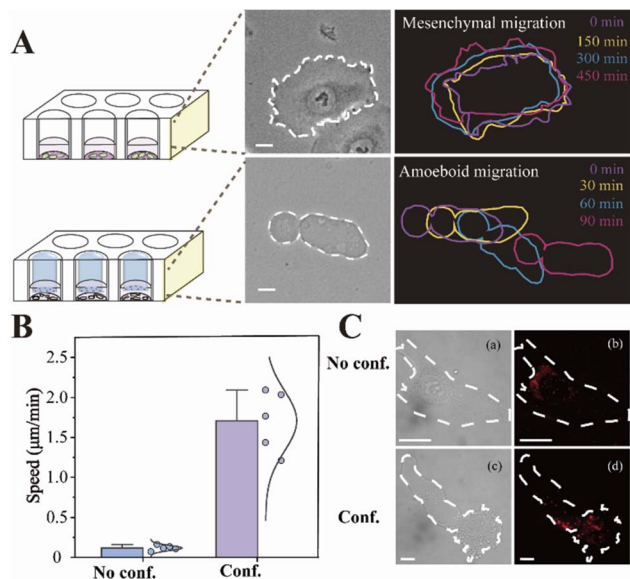 A
Mesenchymal migration
0 min
150 min
300 min
450 min
Amoeboid migration
0 min
30 min
60 min
90 min
B
Speed (μm/min)
2.5
2.0
1.5
1.0
0.5
0
No conf.
Conf.
C
No conf.
(a)
(b)
Conf.
(c)
(d)